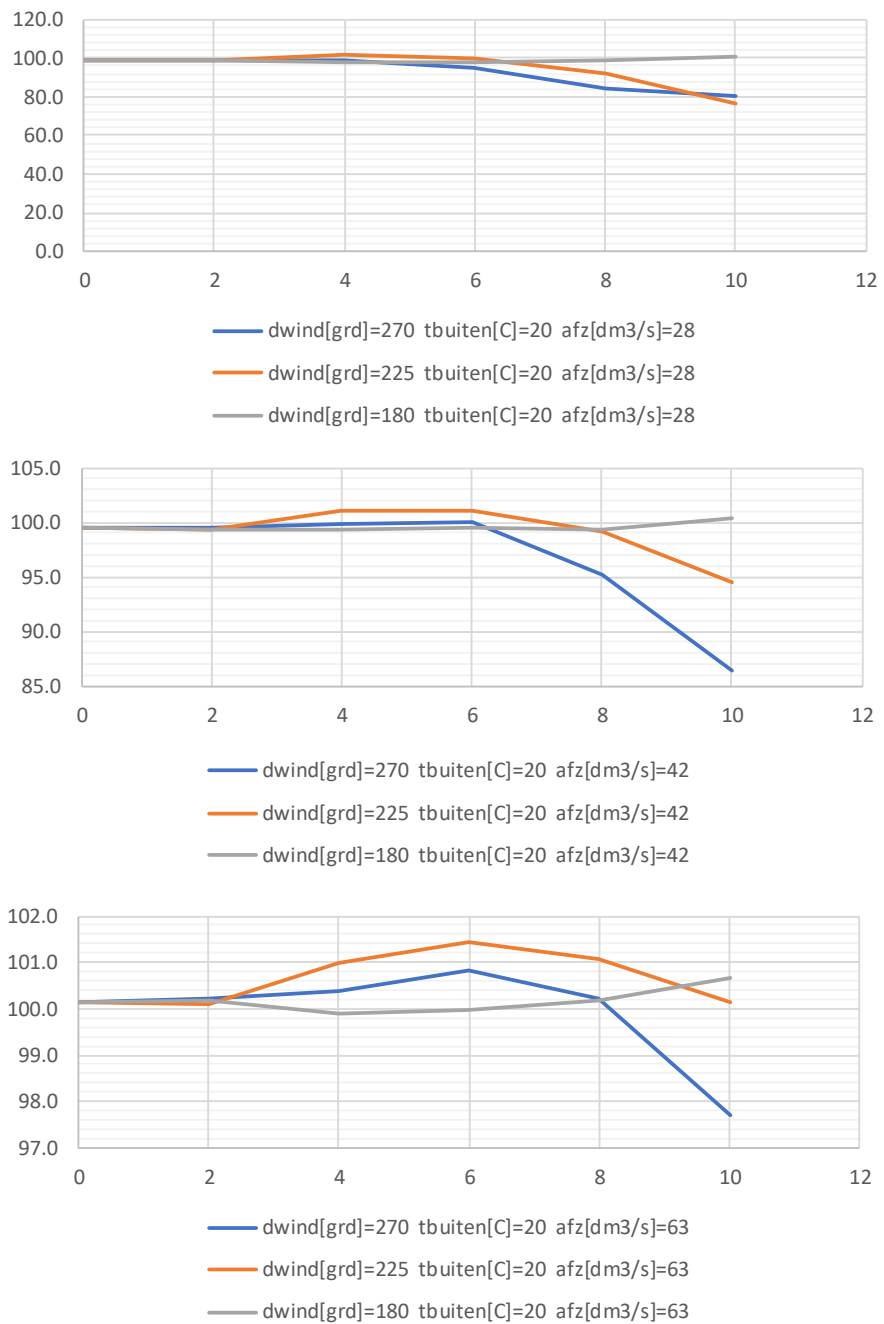 120.0
100.0
80.0
60.0
40.0
20.0
0.0
0 2 4 6 8 10 12
dwind[grd]=270 tbuiten[C]=20 afz[dm3/s]=28
dwind[grd]=225 tbuiten[C]=20 afz[dm3/s]=28
dwind[grd]=180 tbuiten[C]=20 afz[dm3/s]=28
105.0
100.0
95.0
90.0
85.0
0 2 4 6 8 10 12
dwind[grd]=270 tbuiten[C]=20 afz[dm3/s]=42
dwind[grd]=225 tbuiten[C]=20 afz[dm3/s]=42
dwind[grd]=180 tbuiten[C]=20 afz[dm3/s]=42
102.0
101.0
100.0
99.0
98.0
97.0
0 2 4 6 8 10 12
dwind[grd]=270 tbuiten[C]=20 afz[dm3/s]=63
dwind[grd]=225 tbuiten[C]=20 afz[dm3/s]=63
dwind[grd]=180 tbuiten[C]=20 afz[dm3/s]=63